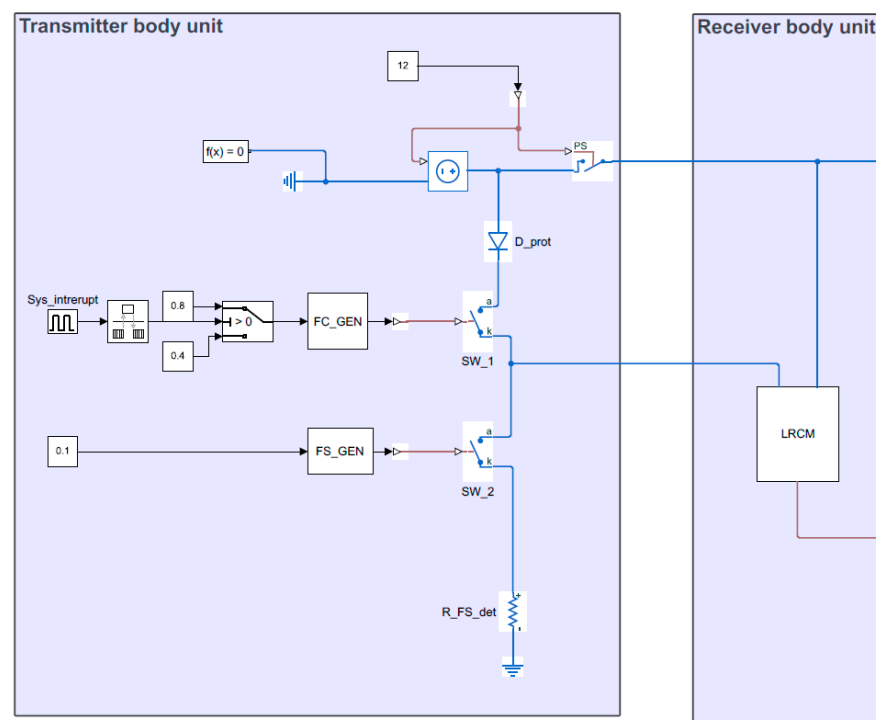 Transmitter body unit
Receiver body unit
12
PS
f(x) = 0
D_prot
Sys_intrerupt
0.8
> 0
0.4
FC_GEN
a
k
SW_1
LRCM
0.1
FS_GEN
a
k
SW_2
R_FS_det